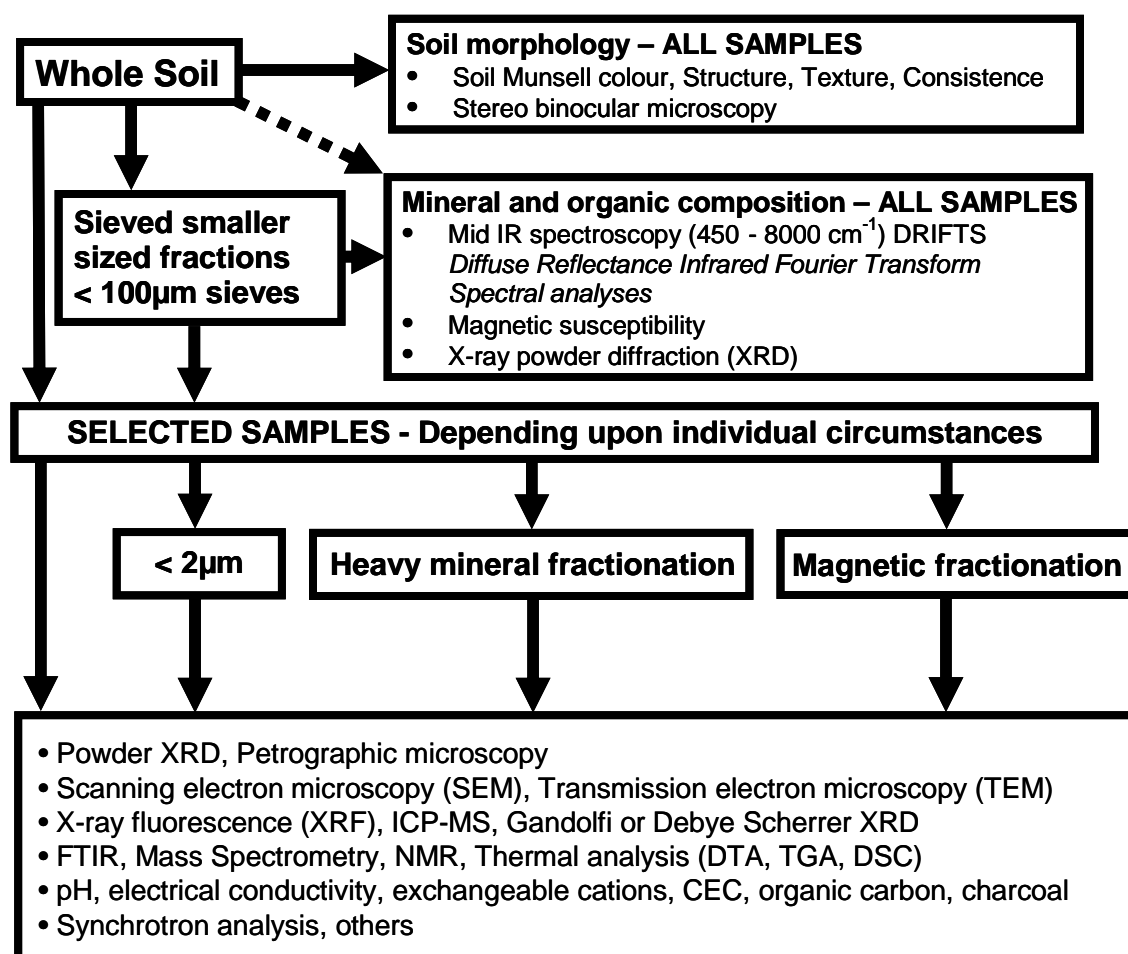 Whole Soil
Soil morphology – ALL SAMPLES
• Soil Munsell colour, Structure, Texture, Consistence
• Stereo binocular microscopy
Sieved smaller
sized fractions
< 100µm sieves
Mineral and organic composition – ALL SAMPLES
• Mid IR spectroscopy (450 - 8000 cm⁻¹) DRIFTS
Diffuse Reflectance Infrared Fourier Transform
Spectral analyses
• Magnetic susceptibility
• X-ray powder diffraction (XRD)
SELECTED SAMPLES - Depending upon individual circumstances
< 2µm
Heavy mineral fractionation
Magnetic fractionation
• Powder XRD, Petrographic microscopy
• Scanning electron microscopy (SEM), Transmission electron microscopy (TEM)
• X-ray fluorescence (XRF), ICP-MS, Gandolfi or Debye Scherrer XRD
• FTIR, Mass Spectrometry, NMR, Thermal analysis (DTA, TGA, DSC)
• pH, electrical conductivity, exchangeable cations, CEC, organic carbon, charcoal
• Synchrotron analysis, others